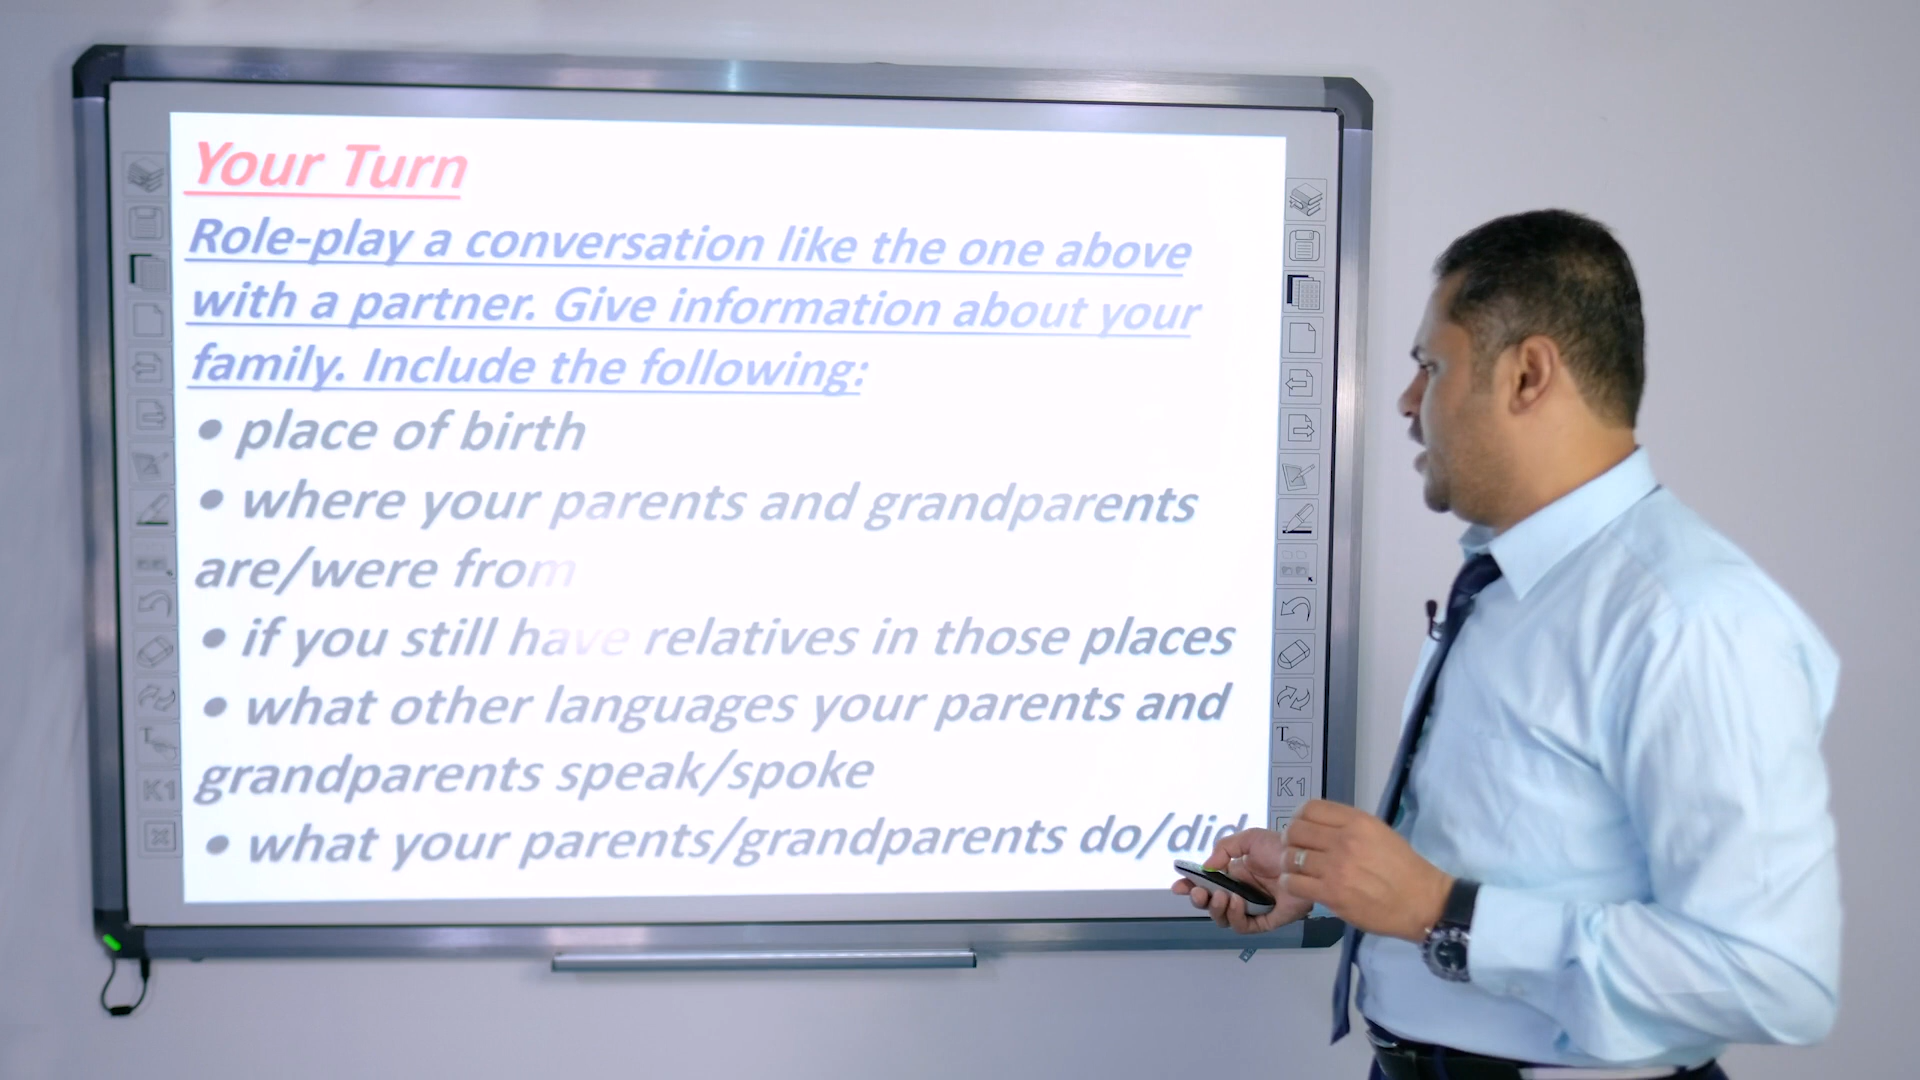 Your Turn
Role-play a conversation like the one above
with a partner. Give information about your
family. Include the following:
• place of birth
• where your parents and grandparents
are/were from
• if you still have relatives in those places
• what other languages your parents and
grandparents speak/spoke
• what your parents/grandparents do/did
T
K1
T
K1